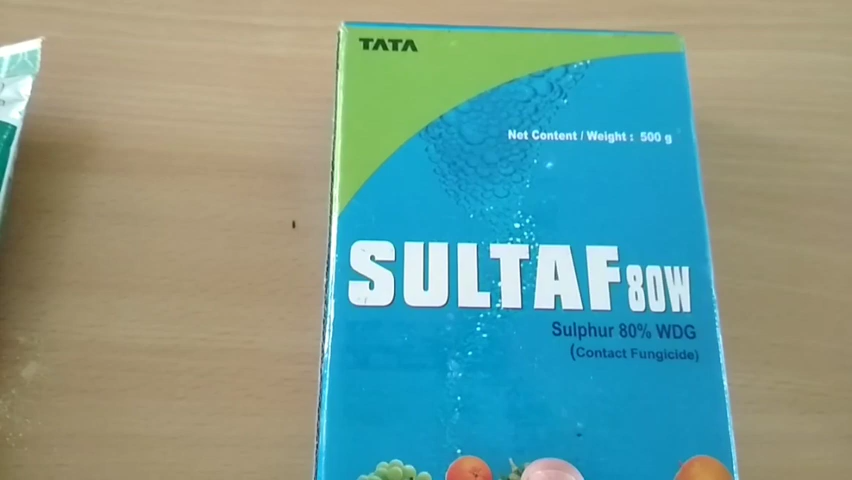 TATA
Net Content / Weight : 500 g
SULTAF 80W
Sulphur 80% WDG
(Contact Fungicide)